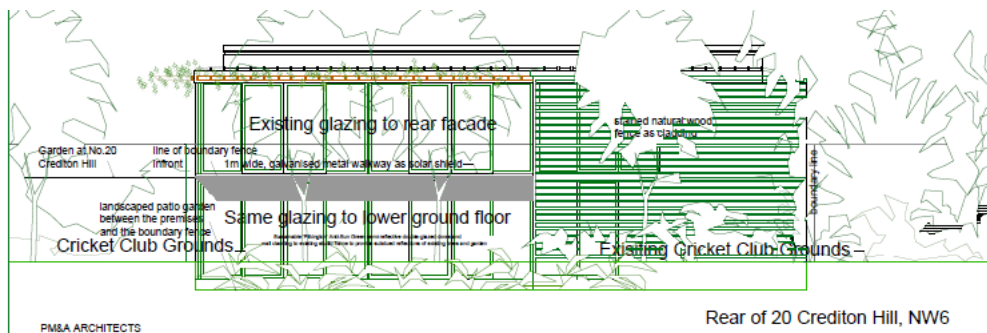 Existing glazing to rear facade
stained natural wood
fence as cladding
Garden at No.20
Crediton Hill
line of boundary fence
infront
1m wide, galvanised metal walkway as solar shield
boundary line
landscaped patio garden
between the premises
and the boundary fence
Same glazing to lower ground floor
Cricket Club Grounds
Exisiting Cricket Club Grounds
Rear of 20 Crediton Hill, NW6
PM&A ARCHITECTS